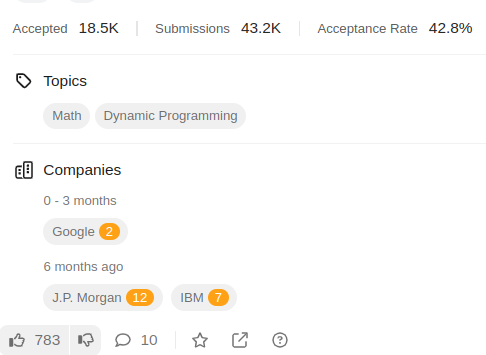 Accepted 18.5K Submissions 43.2K Acceptance Rate 42.8%
Topics
Math Dynamic Programming
Companies
0 - 3 months
Google 2
6 months ago
J.P. Morgan 12 IBM 7
783 10